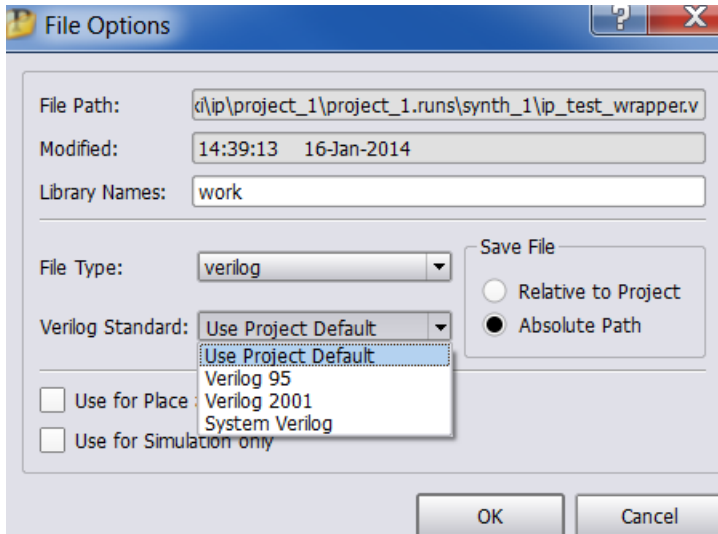 File Options
File Path:
ki\ip\project_1\project_1.runs\synth_1\ip_test_wrapper.v
Modified:
14:39:13 16-Jan-2014
Library Names:
work
File Type:
verilog
Save File
Relative to Project
Absolute Path
Verilog Standard:
Use Project Default
Use Project Default
Verilog 95
Verilog 2001
System Verilog
Use for Place
Use for Simulation only
OK
Cancel